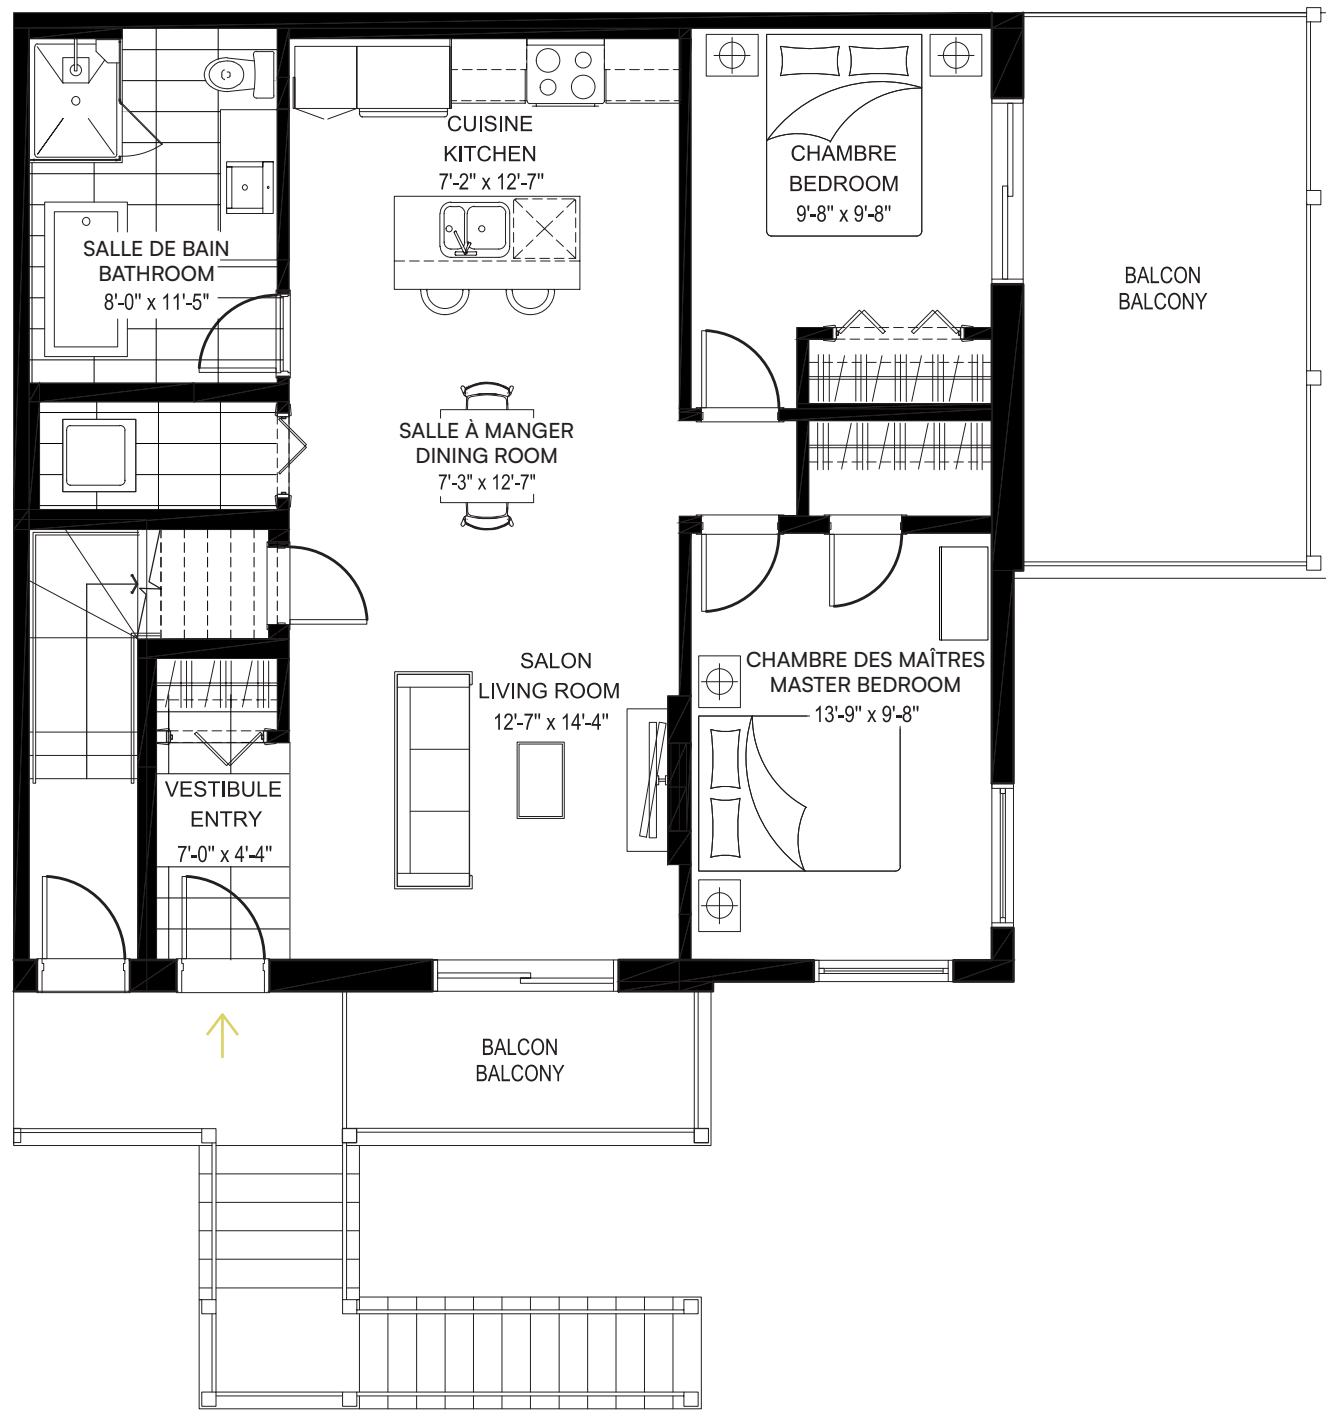 CUISINE
KITCHEN
7'-2" x 12'-7"
CHAMBRE
BEDROOM
9'-8" x 9'-8"
SALLE DE BAIN
BATHROOM
8'-0" x 11'-5"
BALCON
BALCONY
SALLE À MANGER
DINING ROOM
7'-3" x 12'-7"
SALON
LIVING ROOM
12'-7" x 14'-4"
CHAMBRE DES MAÎTRES
MASTER BEDROOM
13'-9" x 9'-8"
VESTIBULE
ENTRY
7'-0" x 4'-4"
BALCON
BALCONY